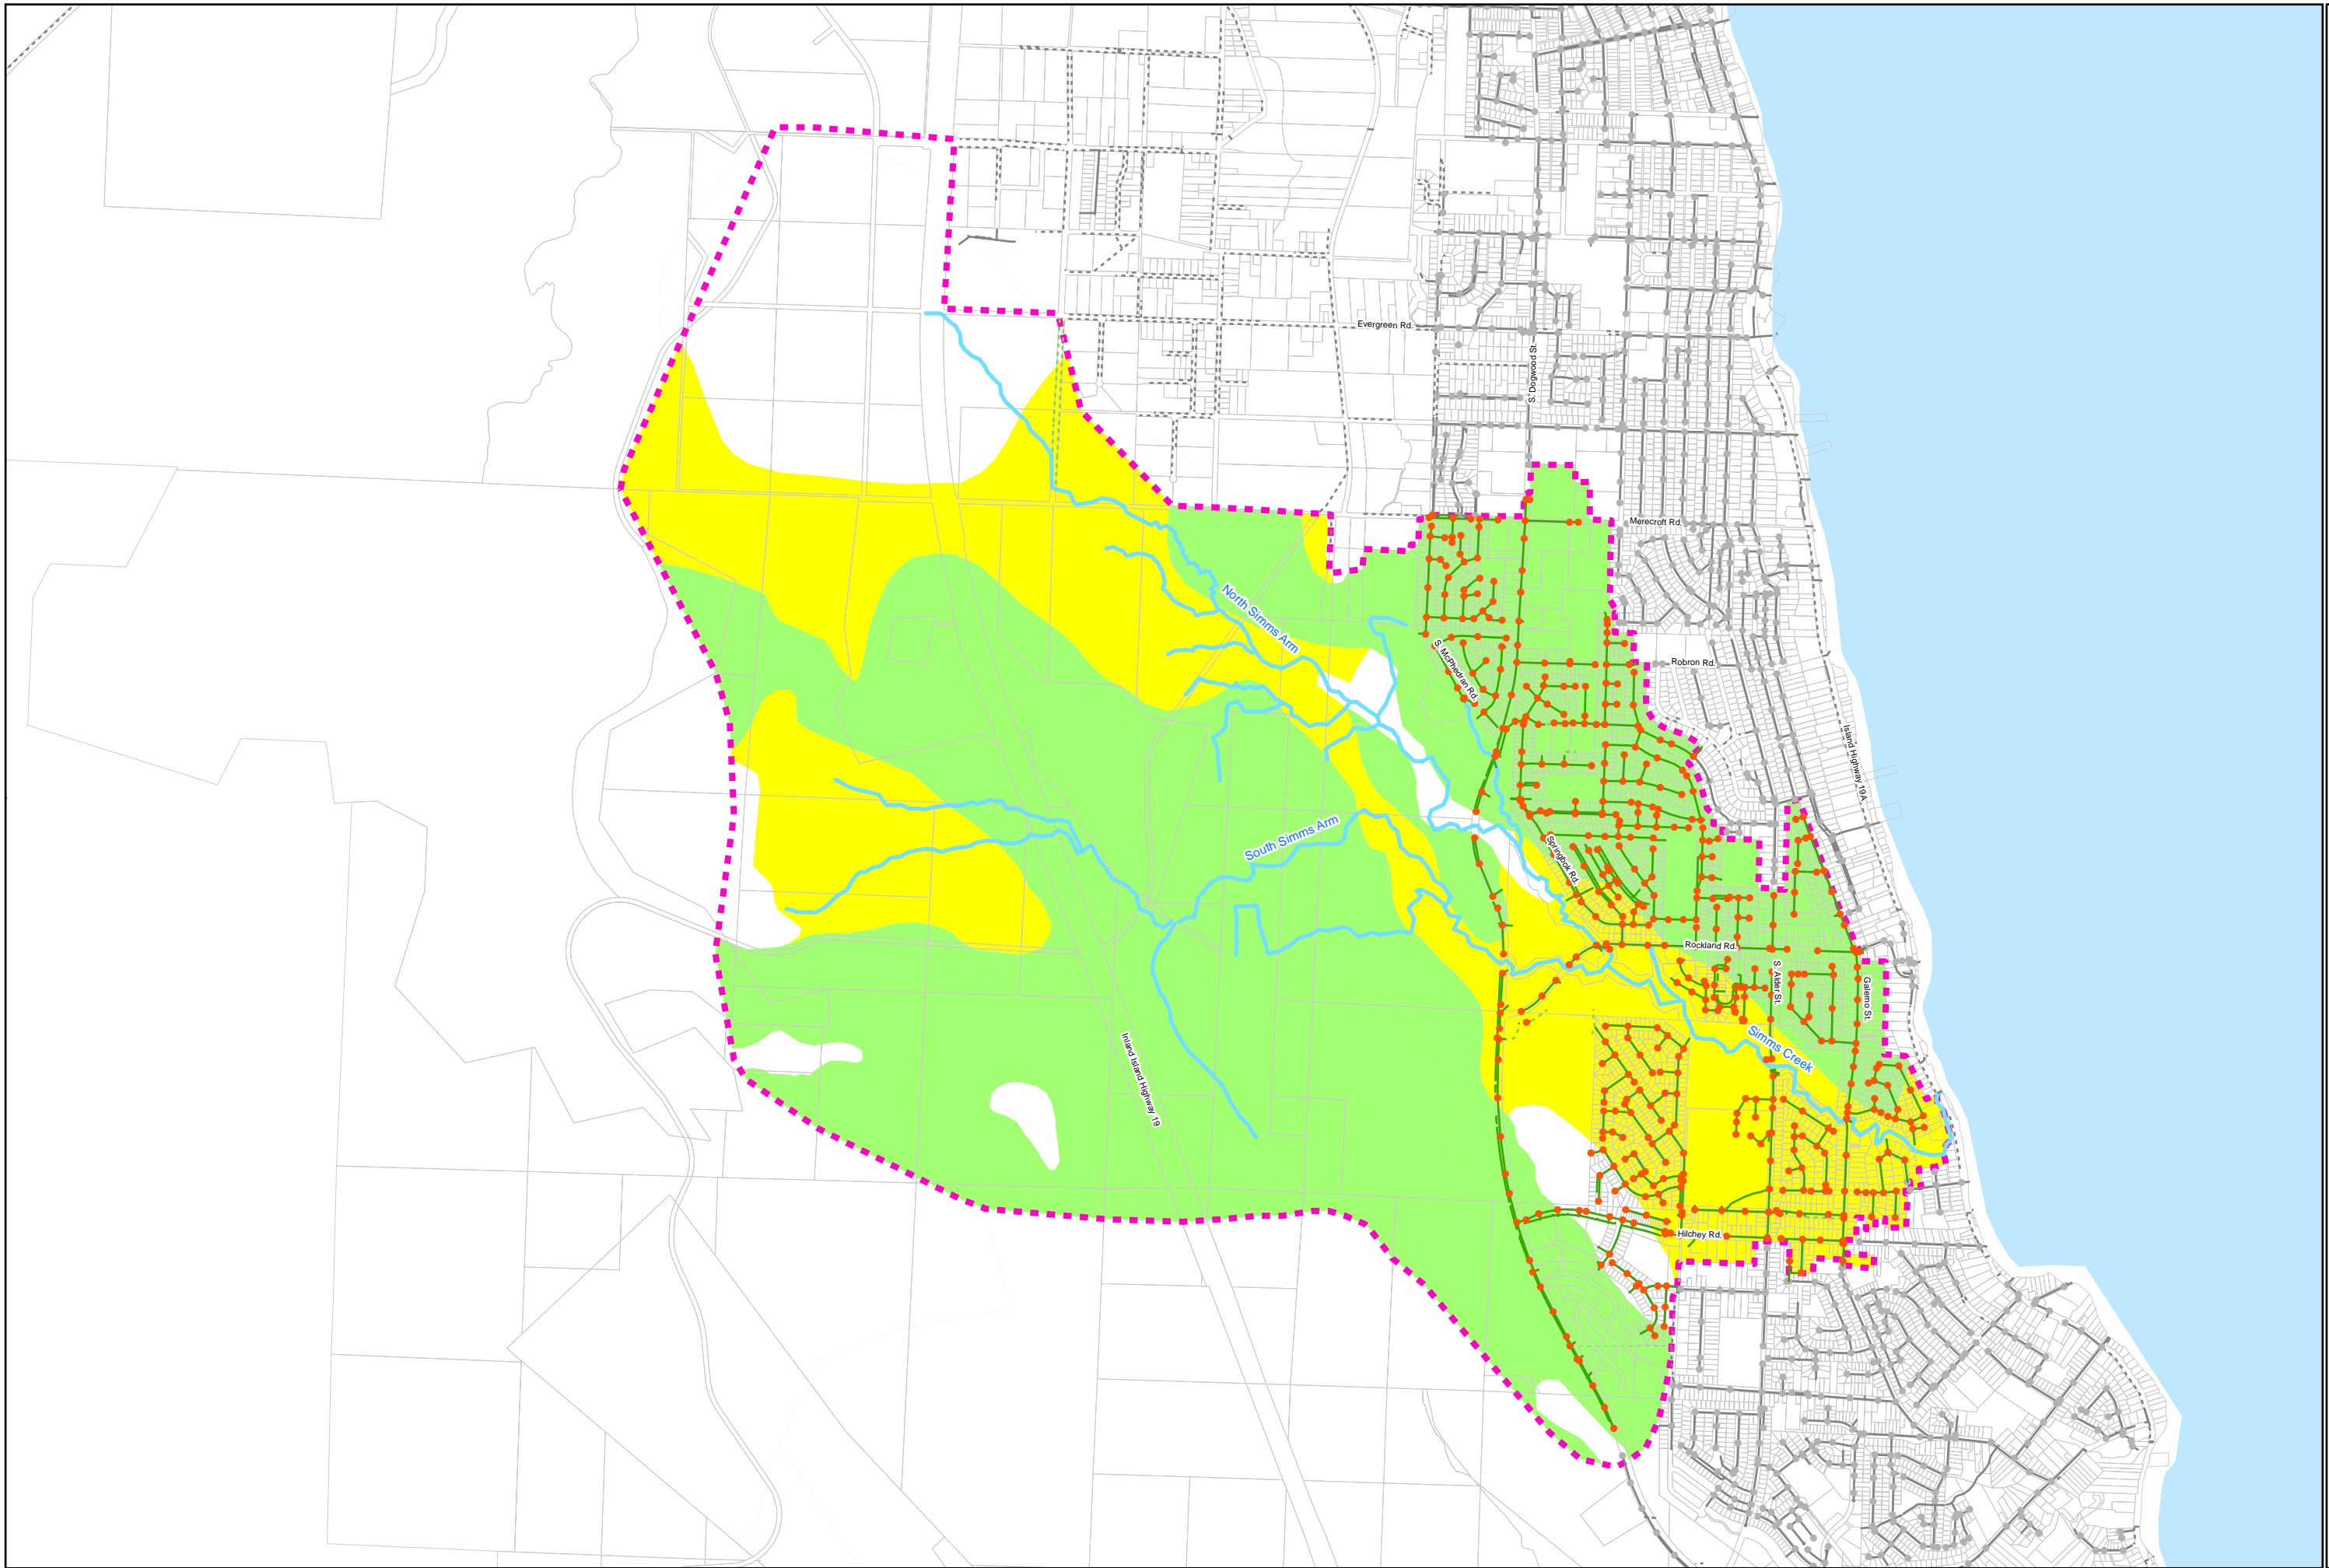 Evergreen Rd.
S. Dogwood St.
Merecroft Rd.
North Simms Arm
S. McPhedran Rd.
Robron Rd.
Island Highway 19A
South Simms Arm
Springbok Rd.
Rockland Rd.
S. Alder St.
Galerno St.
Simms Creek
Inland Island Highway 19
Hilchey Rd.